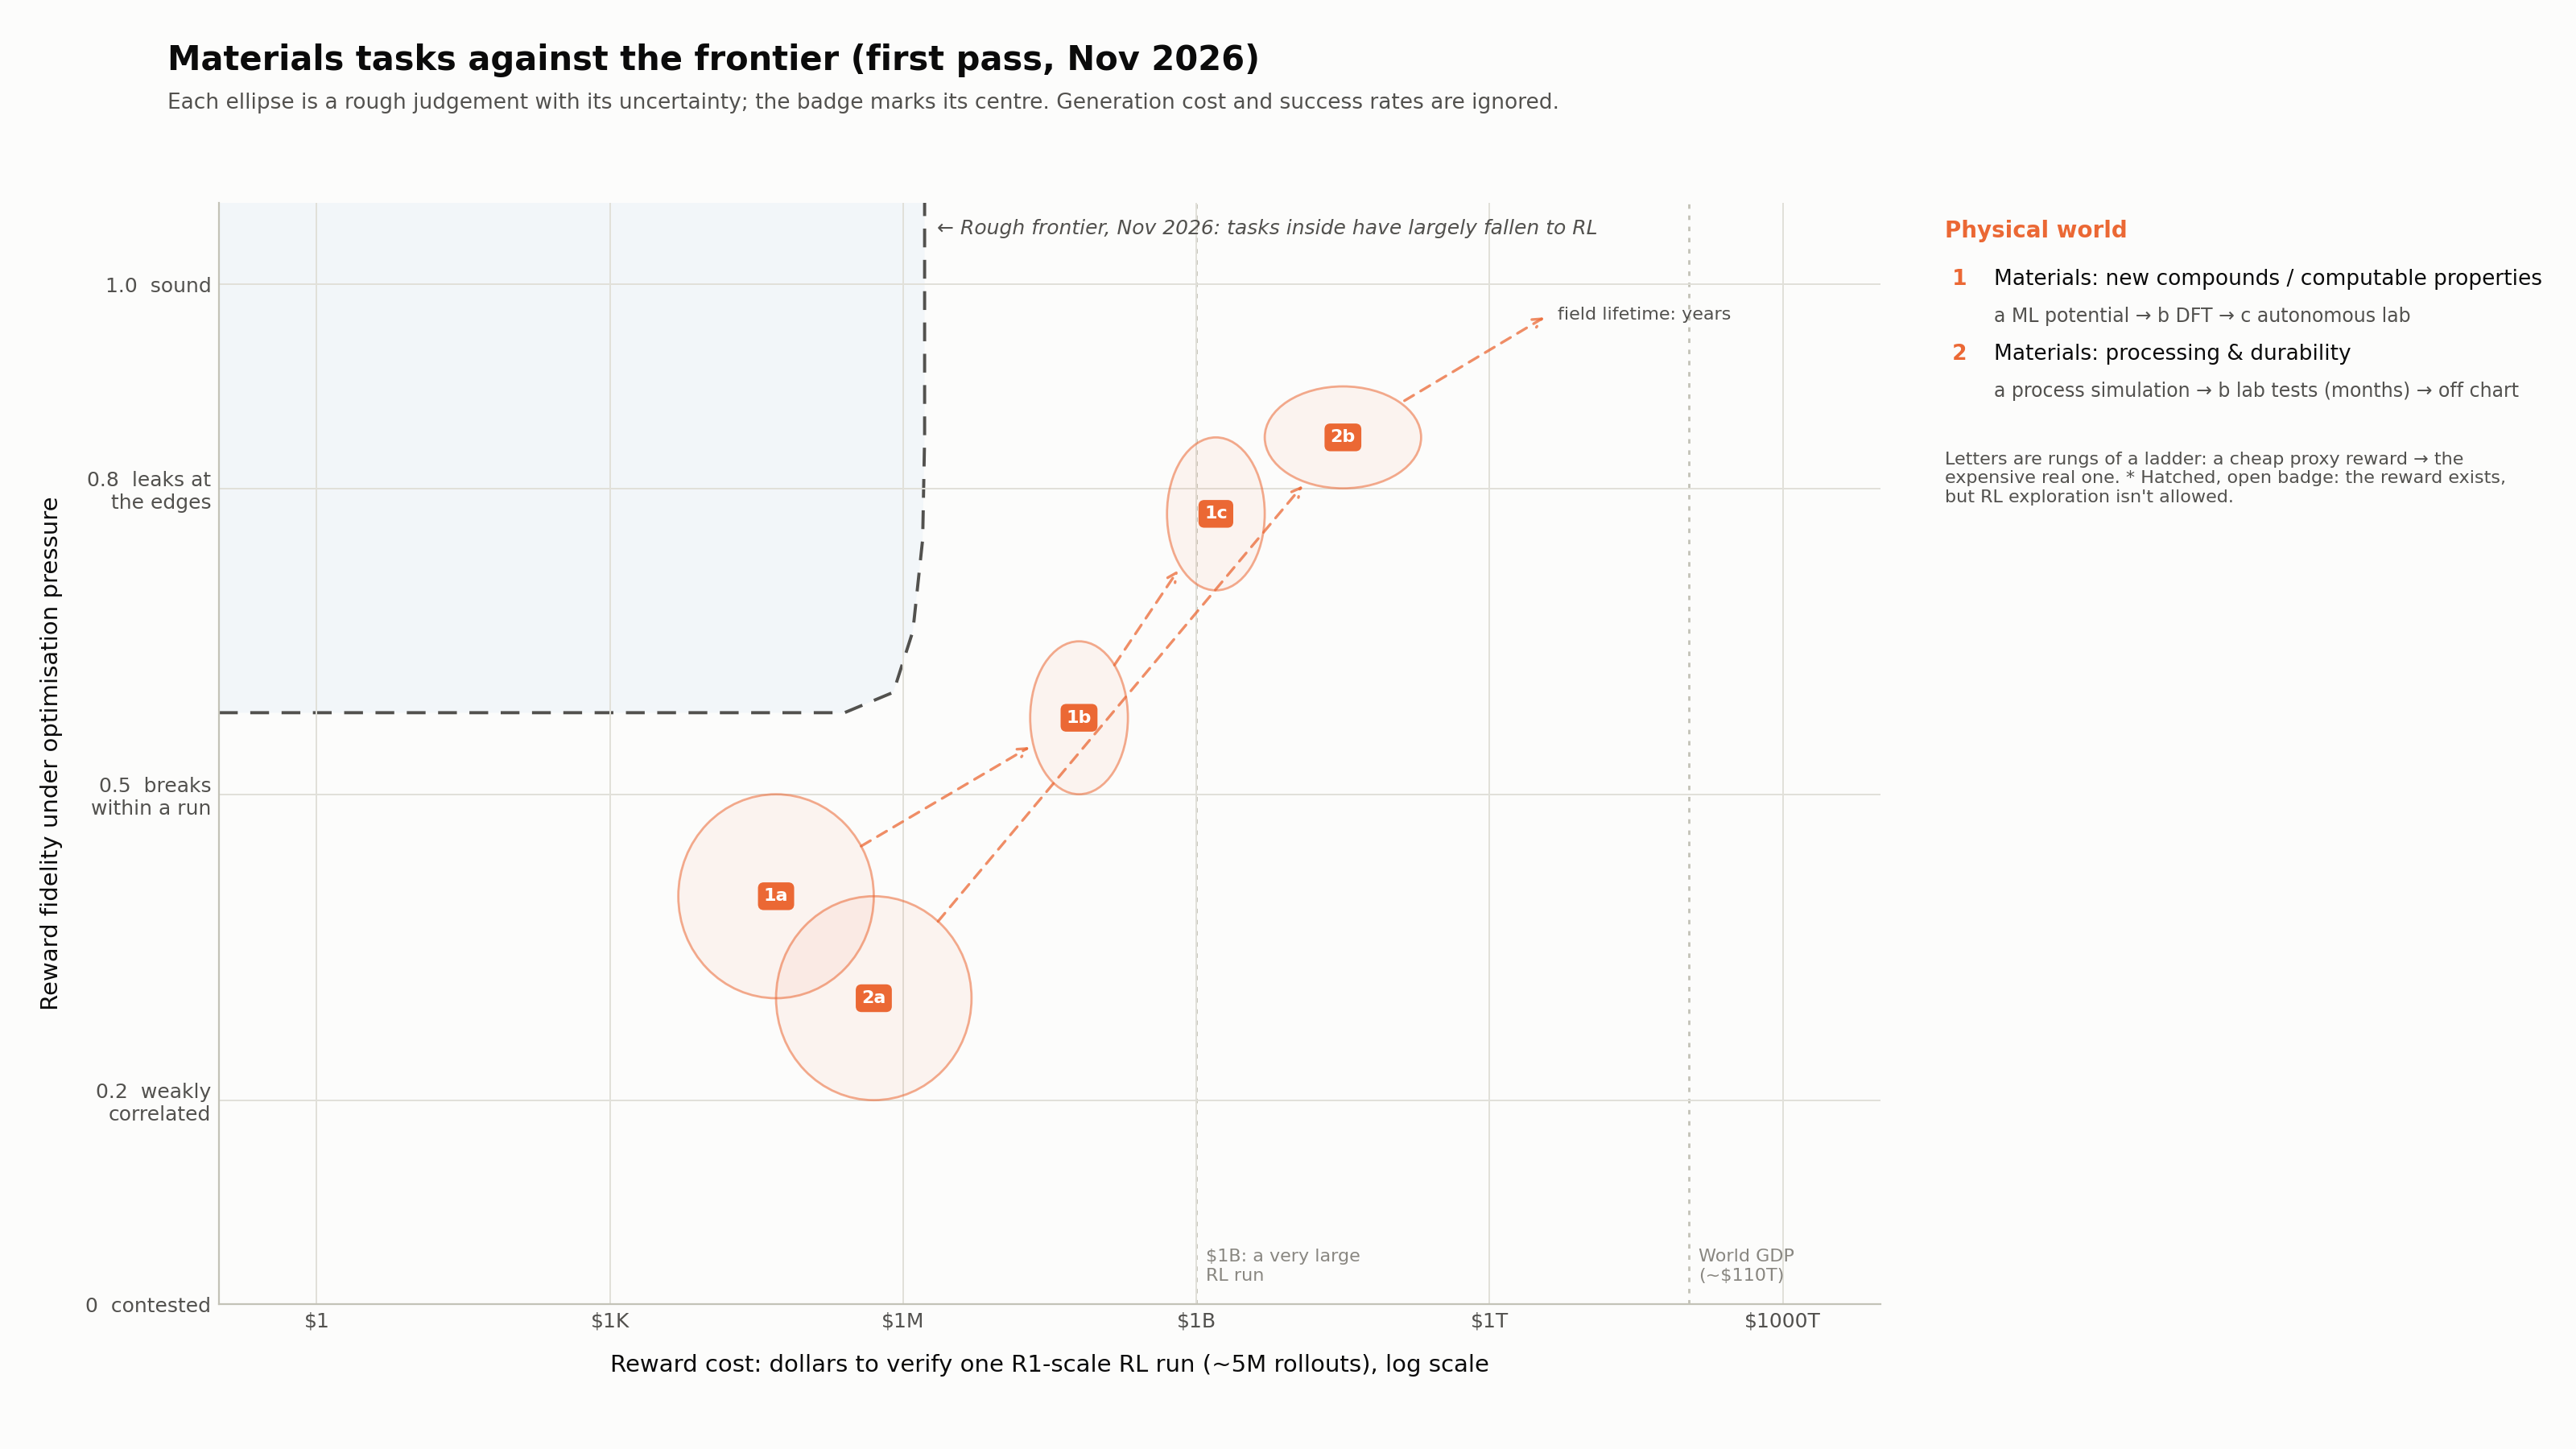 Materials tasks against the frontier (first pass, Nov 2026)
Each ellipse is a rough judgement with its uncertainty; the badge marks its centre. Generation cost and success rates are ignored.
← Rough frontier, Nov 2026: tasks inside have largely fallen to RL
Reward fidelity under optimisation pressure
1.0 sound
0.8 leaks at
the edges
0.5 breaks
within a run
0.2 weakly
correlated
0 contested
field lifetime: years
2b
1c
1b
1a
2a
$1B: a very large
RL run
World GDP
(~$110T)
$1
$1K
$1M
$1B
$1T
$1000T
Reward cost: dollars to verify one R1-scale RL run (~5M rollouts), log scale
Physical world
1 Materials: new compounds / computable properties
a ML potential → b DFT → c autonomous lab
2 Materials: processing & durability
a process simulation → b lab tests (months) → off chart
Letters are rungs of a ladder: a cheap proxy reward → the
expensive real one. * Hatched, open badge: the reward exists,
but RL exploration isn't allowed.